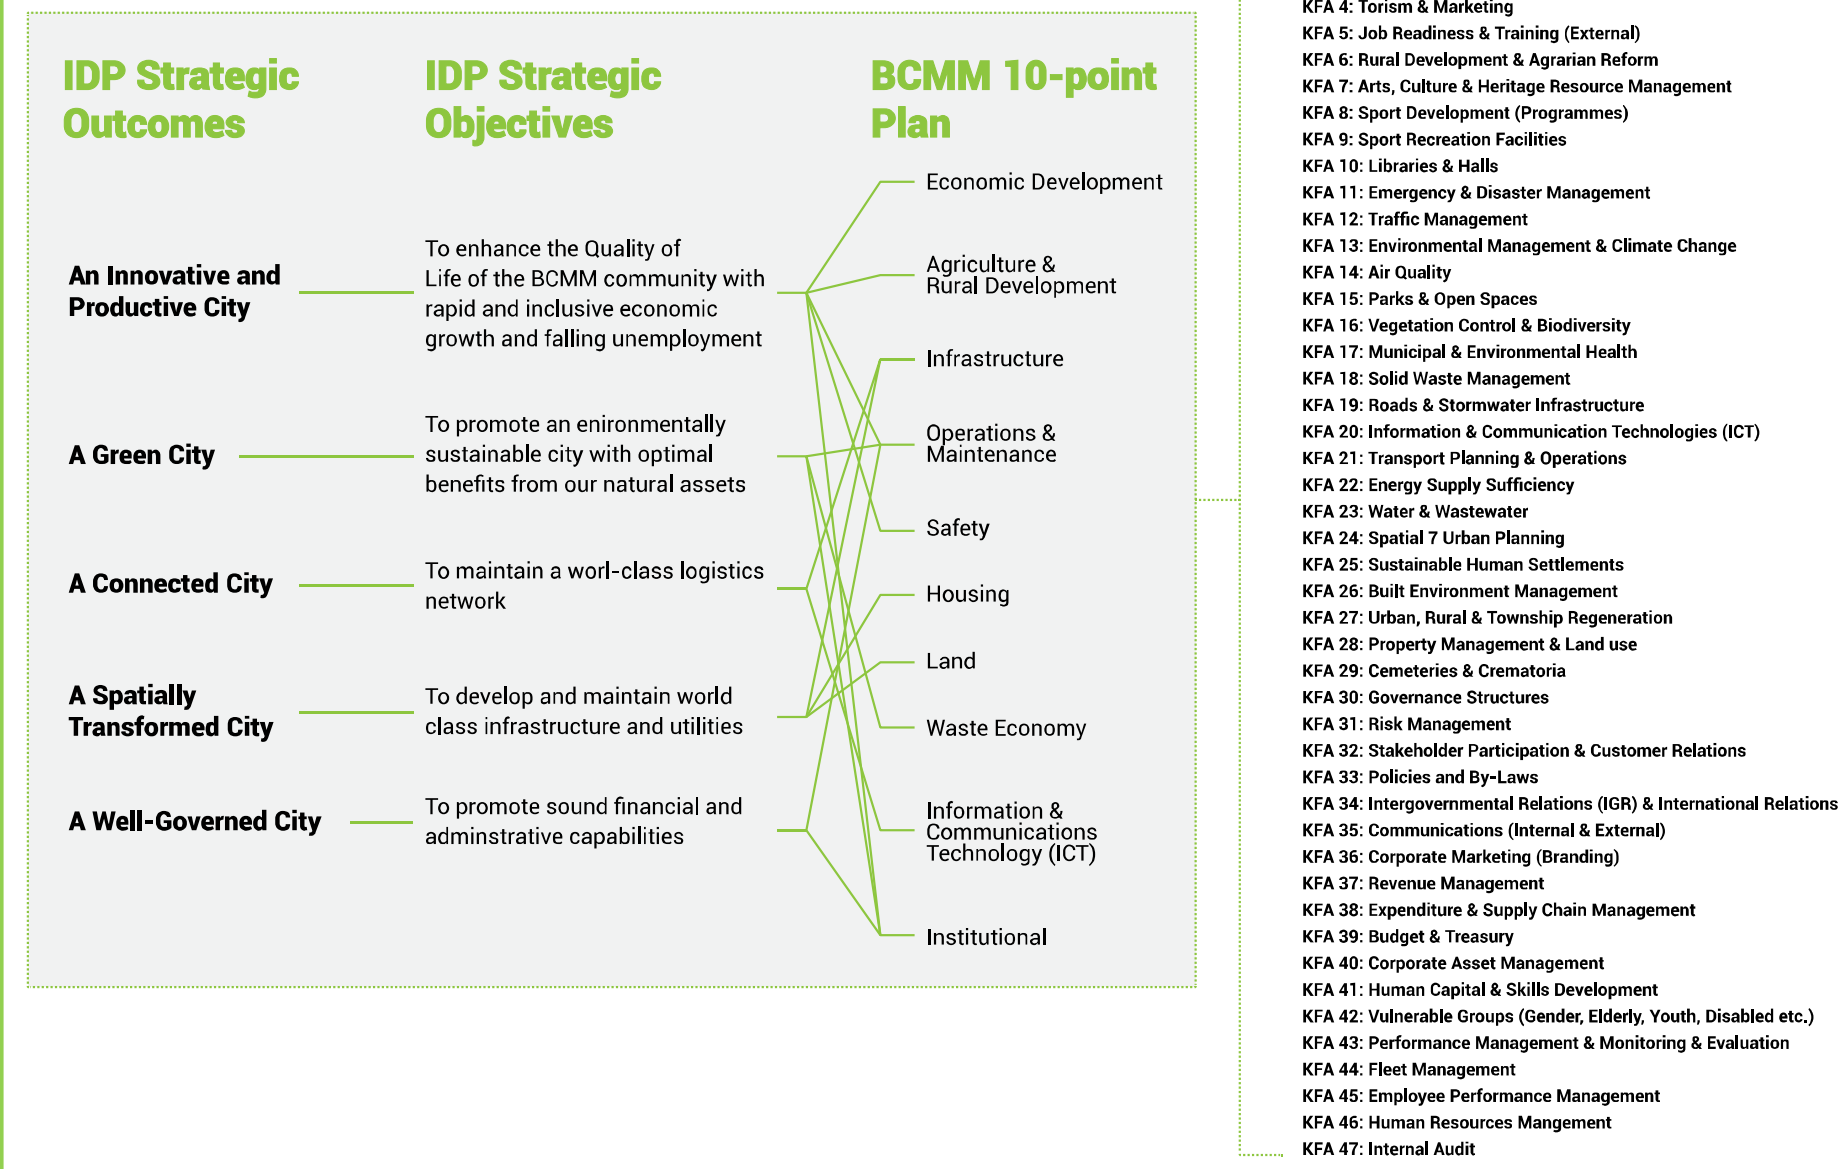 IDP Strategic
Outcomes
An Innovative and
Productive City
A Green City
A Connected City
A Spatially
Transformed City
A Well-Governed City
IDP Strategic
Objectives
To enhance the Quality of
Life of the BCMM community with
rapid and inclusive economic
growth and falling unemployment
To promote an enironmentally
sustainable city with optimal
benefits from our natural assets
To maintain a worl-class logistics
network
To develop and maintain world
class infrastructure and utilities
To promote sound financial and
adminstrative capabilities
BCMM 10-point
Plan
Economic Development
Agriculture &
Rural Development
Infrastructure
Operations &
Maintenance
Safety
Housing
Land
Waste Economy
Information &
Communications
Technology (ICT)
Institutional
KFA 4: Torism & Marketing
KFA 5: Job Readiness & Training (External)
KFA 6: Rural Development & Agrarian Reform
KFA 7: Arts, Culture & Heritage Resource Management
KFA 8: Sport Development (Programmes)
KFA 9: Sport Recreation Facilities
KFA 10: Libraries & Halls
KFA 11: Emergency & Disaster Management
KFA 12: Traffic Management
KFA 13: Environmental Management & Climate Change
KFA 14: Air Quality
KFA 15: Parks & Open Spaces
KFA 16: Vegetation Control & Biodiversity
KFA 17: Municipal & Environmental Health
KFA 18: Solid Waste Management
KFA 19: Roads & Stormwater Infrastructure
KFA 20: Information & Communication Technologies (ICT)
KFA 21: Transport Planning & Operations
KFA 22: Energy Supply Sufficiency
KFA 23: Water & Wastewater
KFA 24: Spatial 7 Urban Planning
KFA 25: Sustainable Human Settlements
KFA 26: Built Environment Management
KFA 27: Urban, Rural & Township Regeneration
KFA 28: Property Management & Land use
KFA 29: Cemeteries & Crematoria
KFA 30: Governance Structures
KFA 31: Risk Management
KFA 32: Stakeholder Participation & Customer Relations
KFA 33: Policies and By-Laws
KFA 34: Intergovernmental Relations (IGR) & International Relations
KFA 35: Communications (Internal & External)
KFA 36: Corporate Marketing (Branding)
KFA 37: Revenue Management
KFA 38: Expenditure & Supply Chain Management
KFA 39: Budget & Treasury
KFA 40: Corporate Asset Management
KFA 41: Human Capital & Skills Development
KFA 42: Vulnerable Groups (Gender, Elderly, Youth, Disabled etc.)
KFA 43: Performance Management & Monitoring & Evaluation
KFA 44: Fleet Management
KFA 45: Employee Performance Management
KFA 46: Human Resources Mangement
KFA 47: Internal Audit